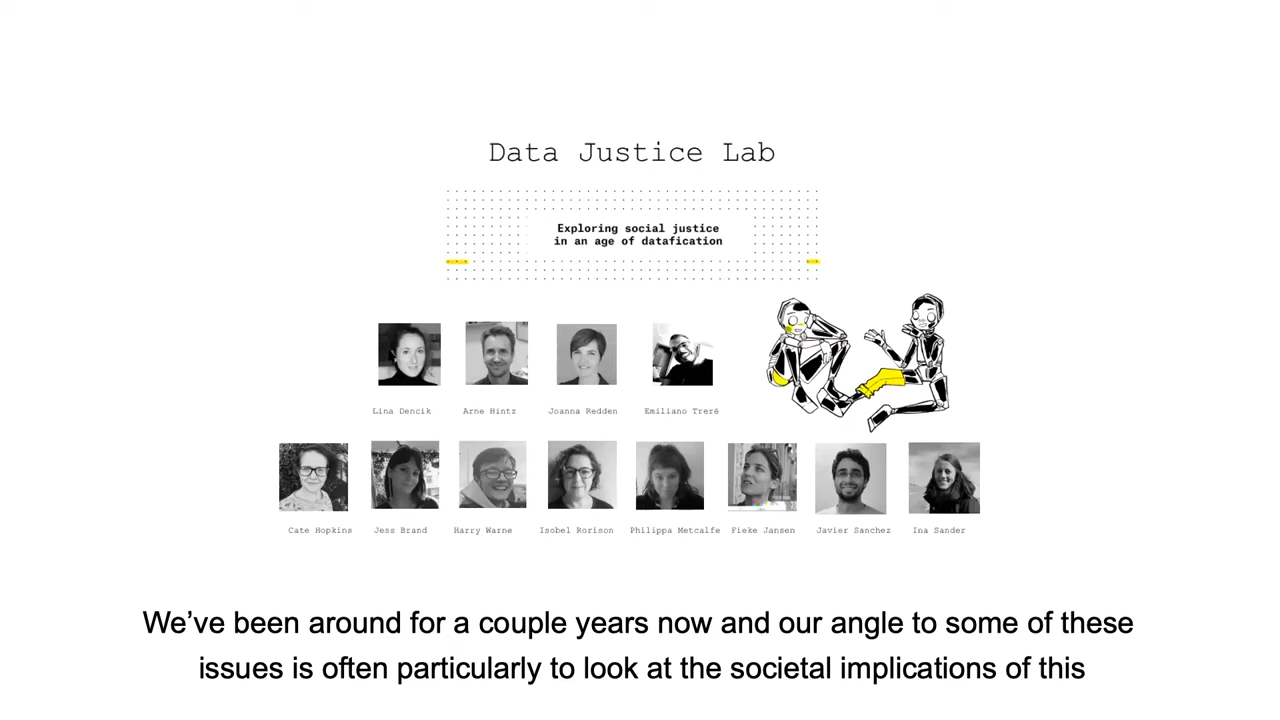 Data Justice Lab
Exploring social justice
in an age of datafication
Lina Dencik Arne Hintz Joanna Redden Emiliano Treré
Cate Hopkins Jess Brand Harry Warne Isobel Rorison Philippa Metcalfe Fieke Jansen Javier Sanchez Ina Sander
We’ve been around for a couple years now and our angle to some of these
issues is often particularly to look at the societal implications of this